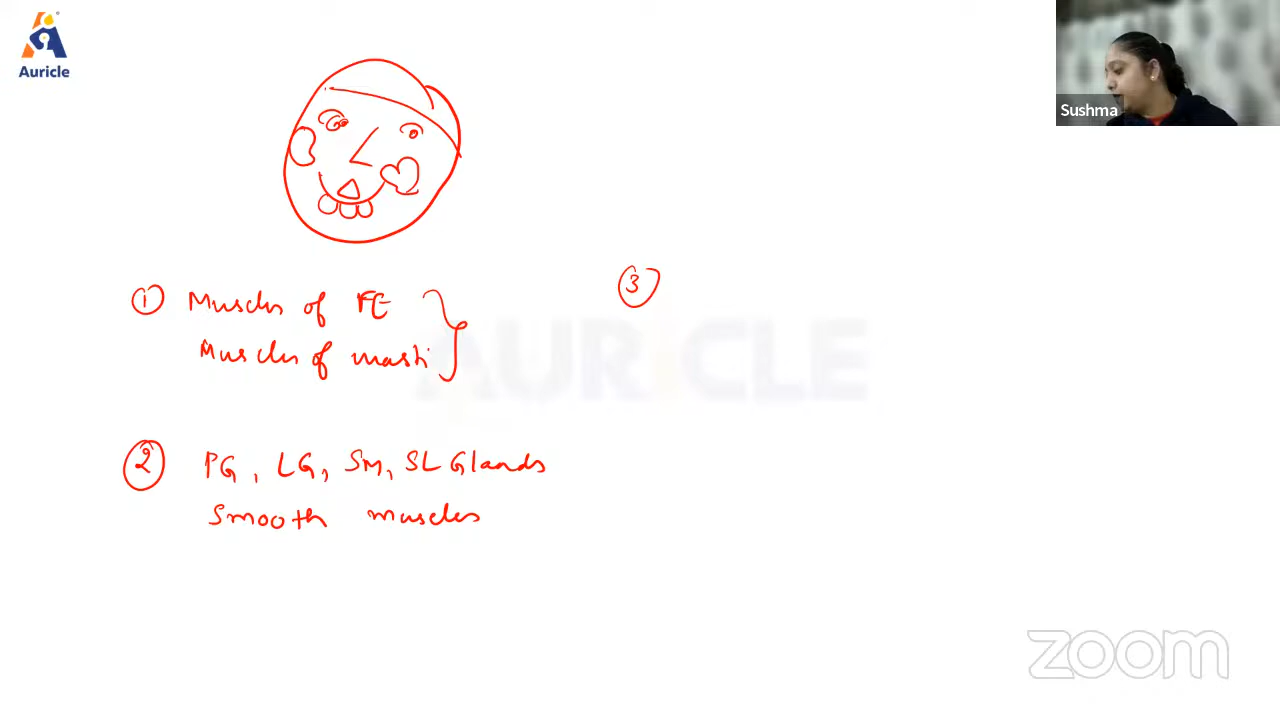 Auricle
Sushma
① Muscles of FE
Muscles of masti
② PG, LG, SM, SL Glands
Smooth muscles
③
AURICLE
zoom